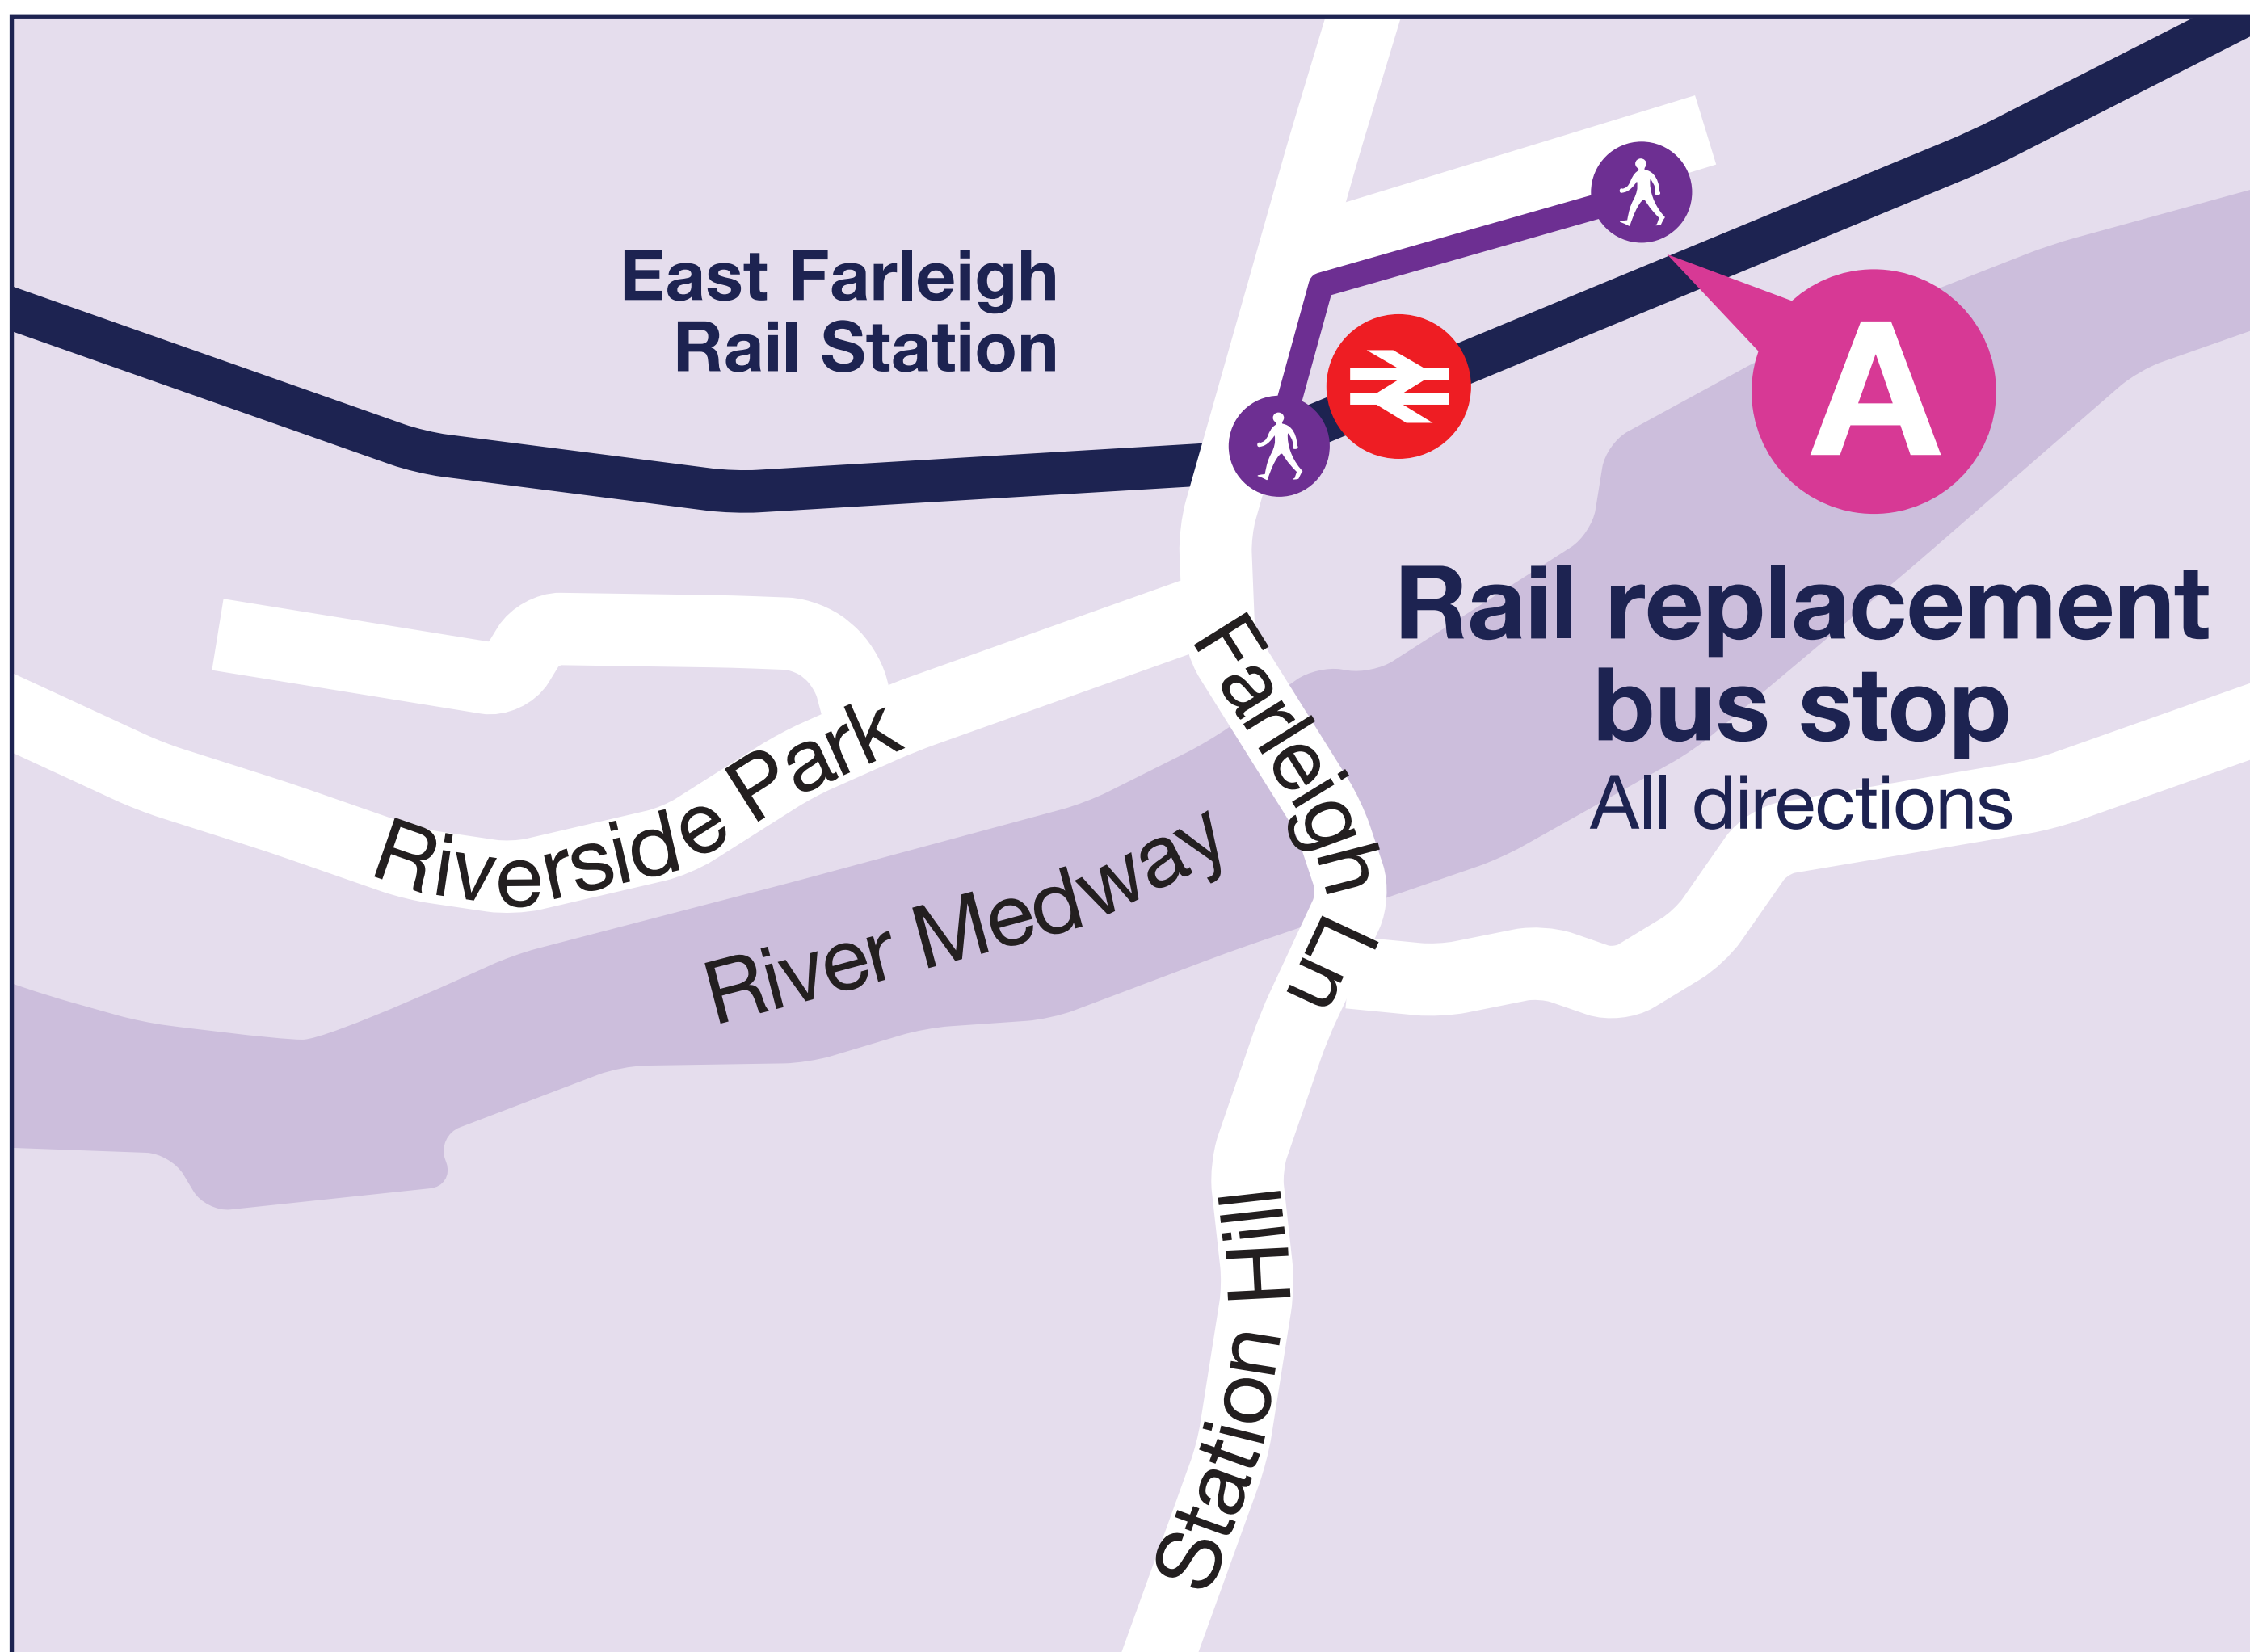 East Farleigh
Rail Station
A
Rail replacement
bus stop
All directions
Farleigh Ln
Riverside Park
River Medway
Station Hill